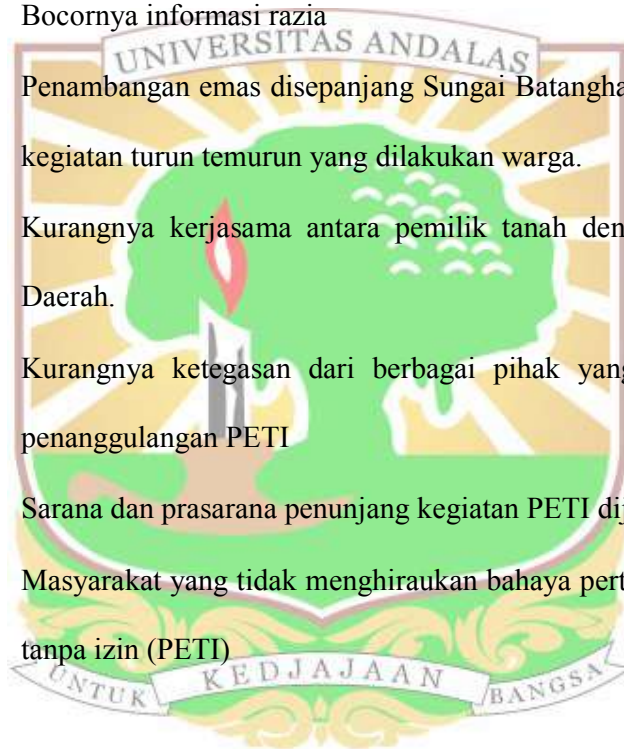 Bocornya informasi razia
UNIVERSITAS ANDALAS
Penambangan emas disepanjang Sungai Batangha
kegiatan turun temurun yang dilakukan warga.
Kurangnya kerjasama antara pemilik tanah den
Daerah.
Kurangnya ketegasan dari berbagai pihak yang
penanggulangan PETI
Sarana dan prasarana penunjang kegiatan PETI dij
Masyarakat yang tidak menghiraukan bahaya pert
tanpa izin (PETI)
UNTUK KEDJAJAAN BANGSA